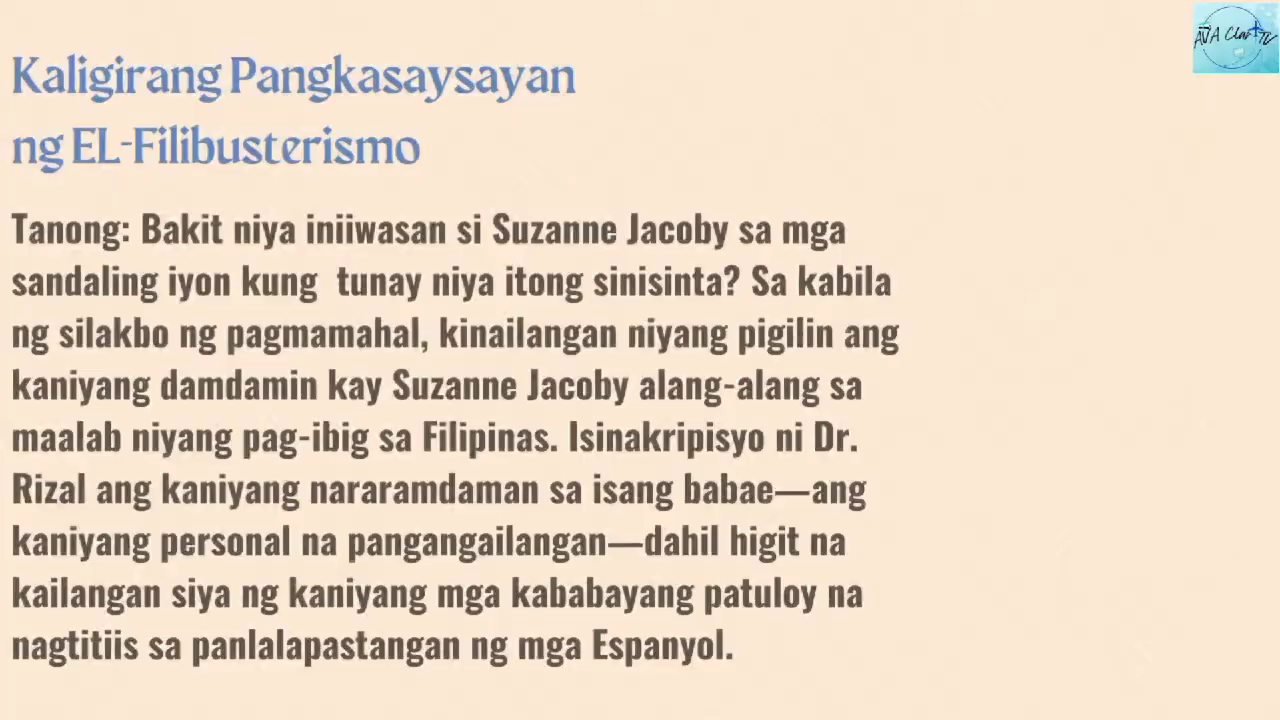 Kaligirang Pangkasaysayan
ng EL-Filibusterismo
Tanong: Bakit niya iniiwasan si Suzanne Jacoby sa mga
sandaling iyon kung  tunay niya itong sinisinta? Sa kabila
ng silakbo ng pagmamahal, kinailangan niyang pigilin ang
kaniyang damdamin kay Suzanne Jacoby alang-alang sa
maalab niyang pag-ibig sa Filipinas. Isinakripisyo ni Dr.
Rizal ang kaniyang nararamdaman sa isang babae—ang
kaniyang personal na pangangailangan—dahil higit na
kailangan siya ng kaniyang mga kababayang patuloy na
nagtitiis sa panlalapastangan ng mga Espanyol.